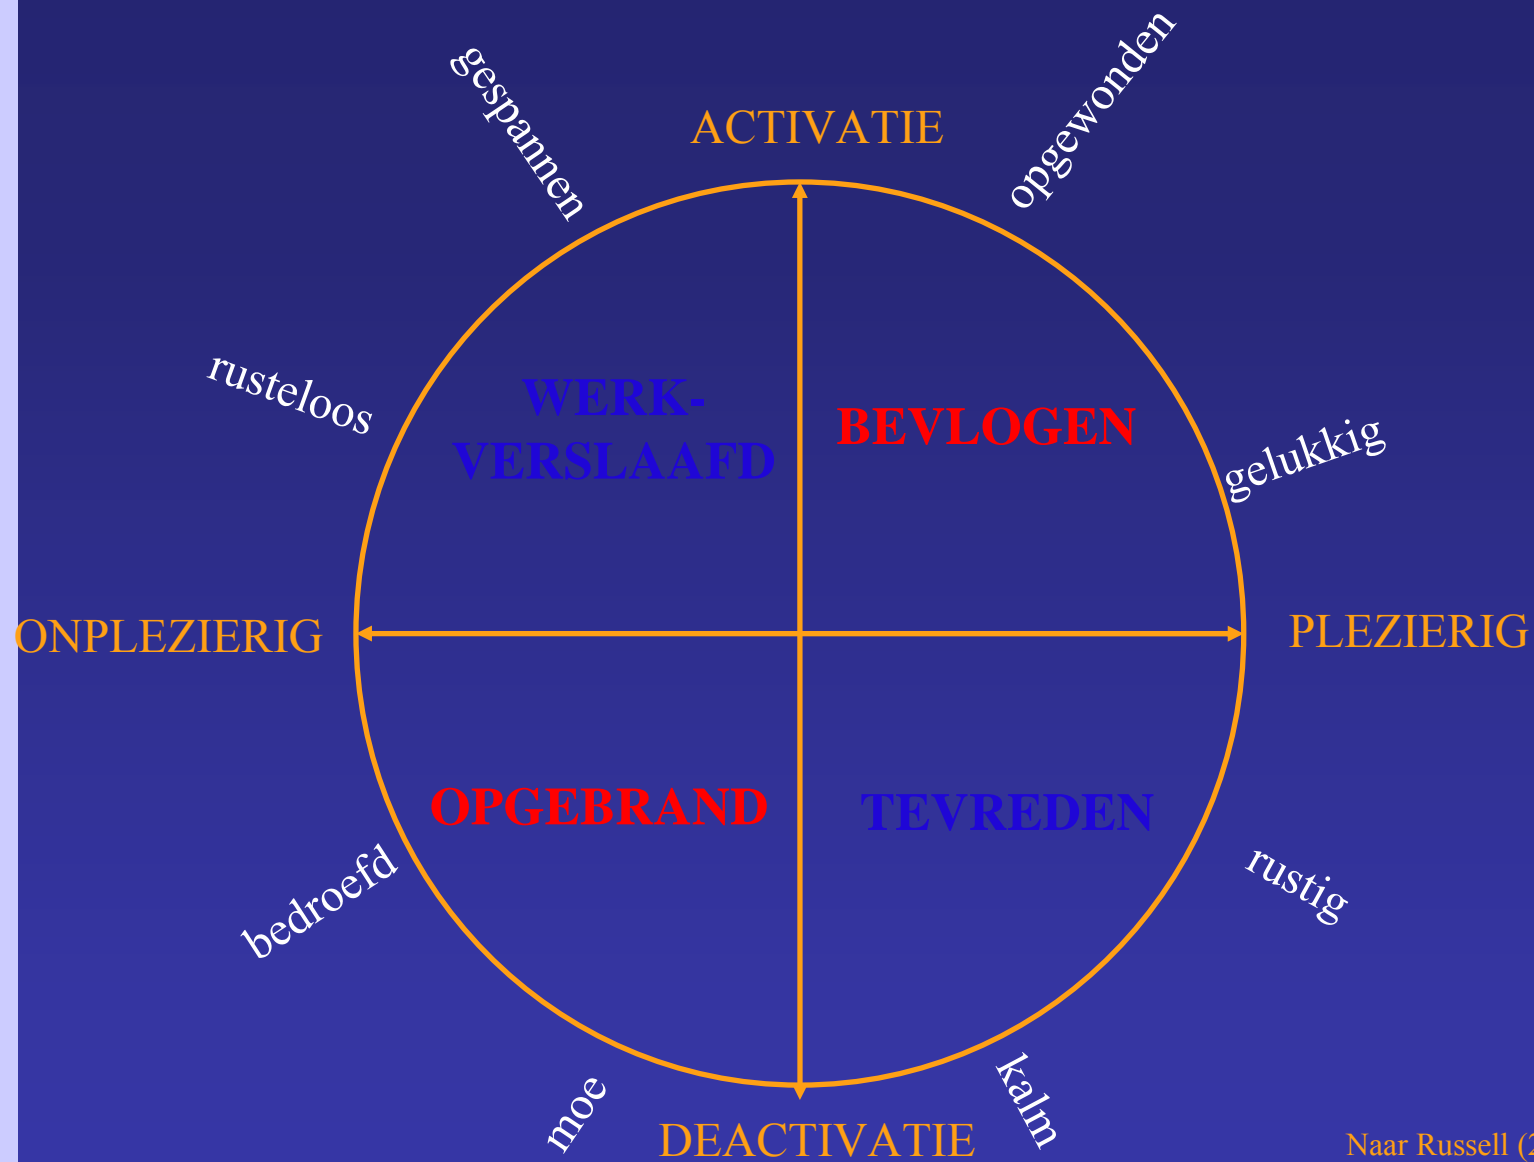 gespannen
opgewonden
ACTIVATIE
rusteloos
WERK-
VERSLAAFD
BEVLOGEN
gelukkig
ONPLEZIERIG
PLEZIERIG
OPGEBRAND
TEVREDEN
bedroefd
rustig
moe
kalm
DEACTIVATIE
Naar Russell (2